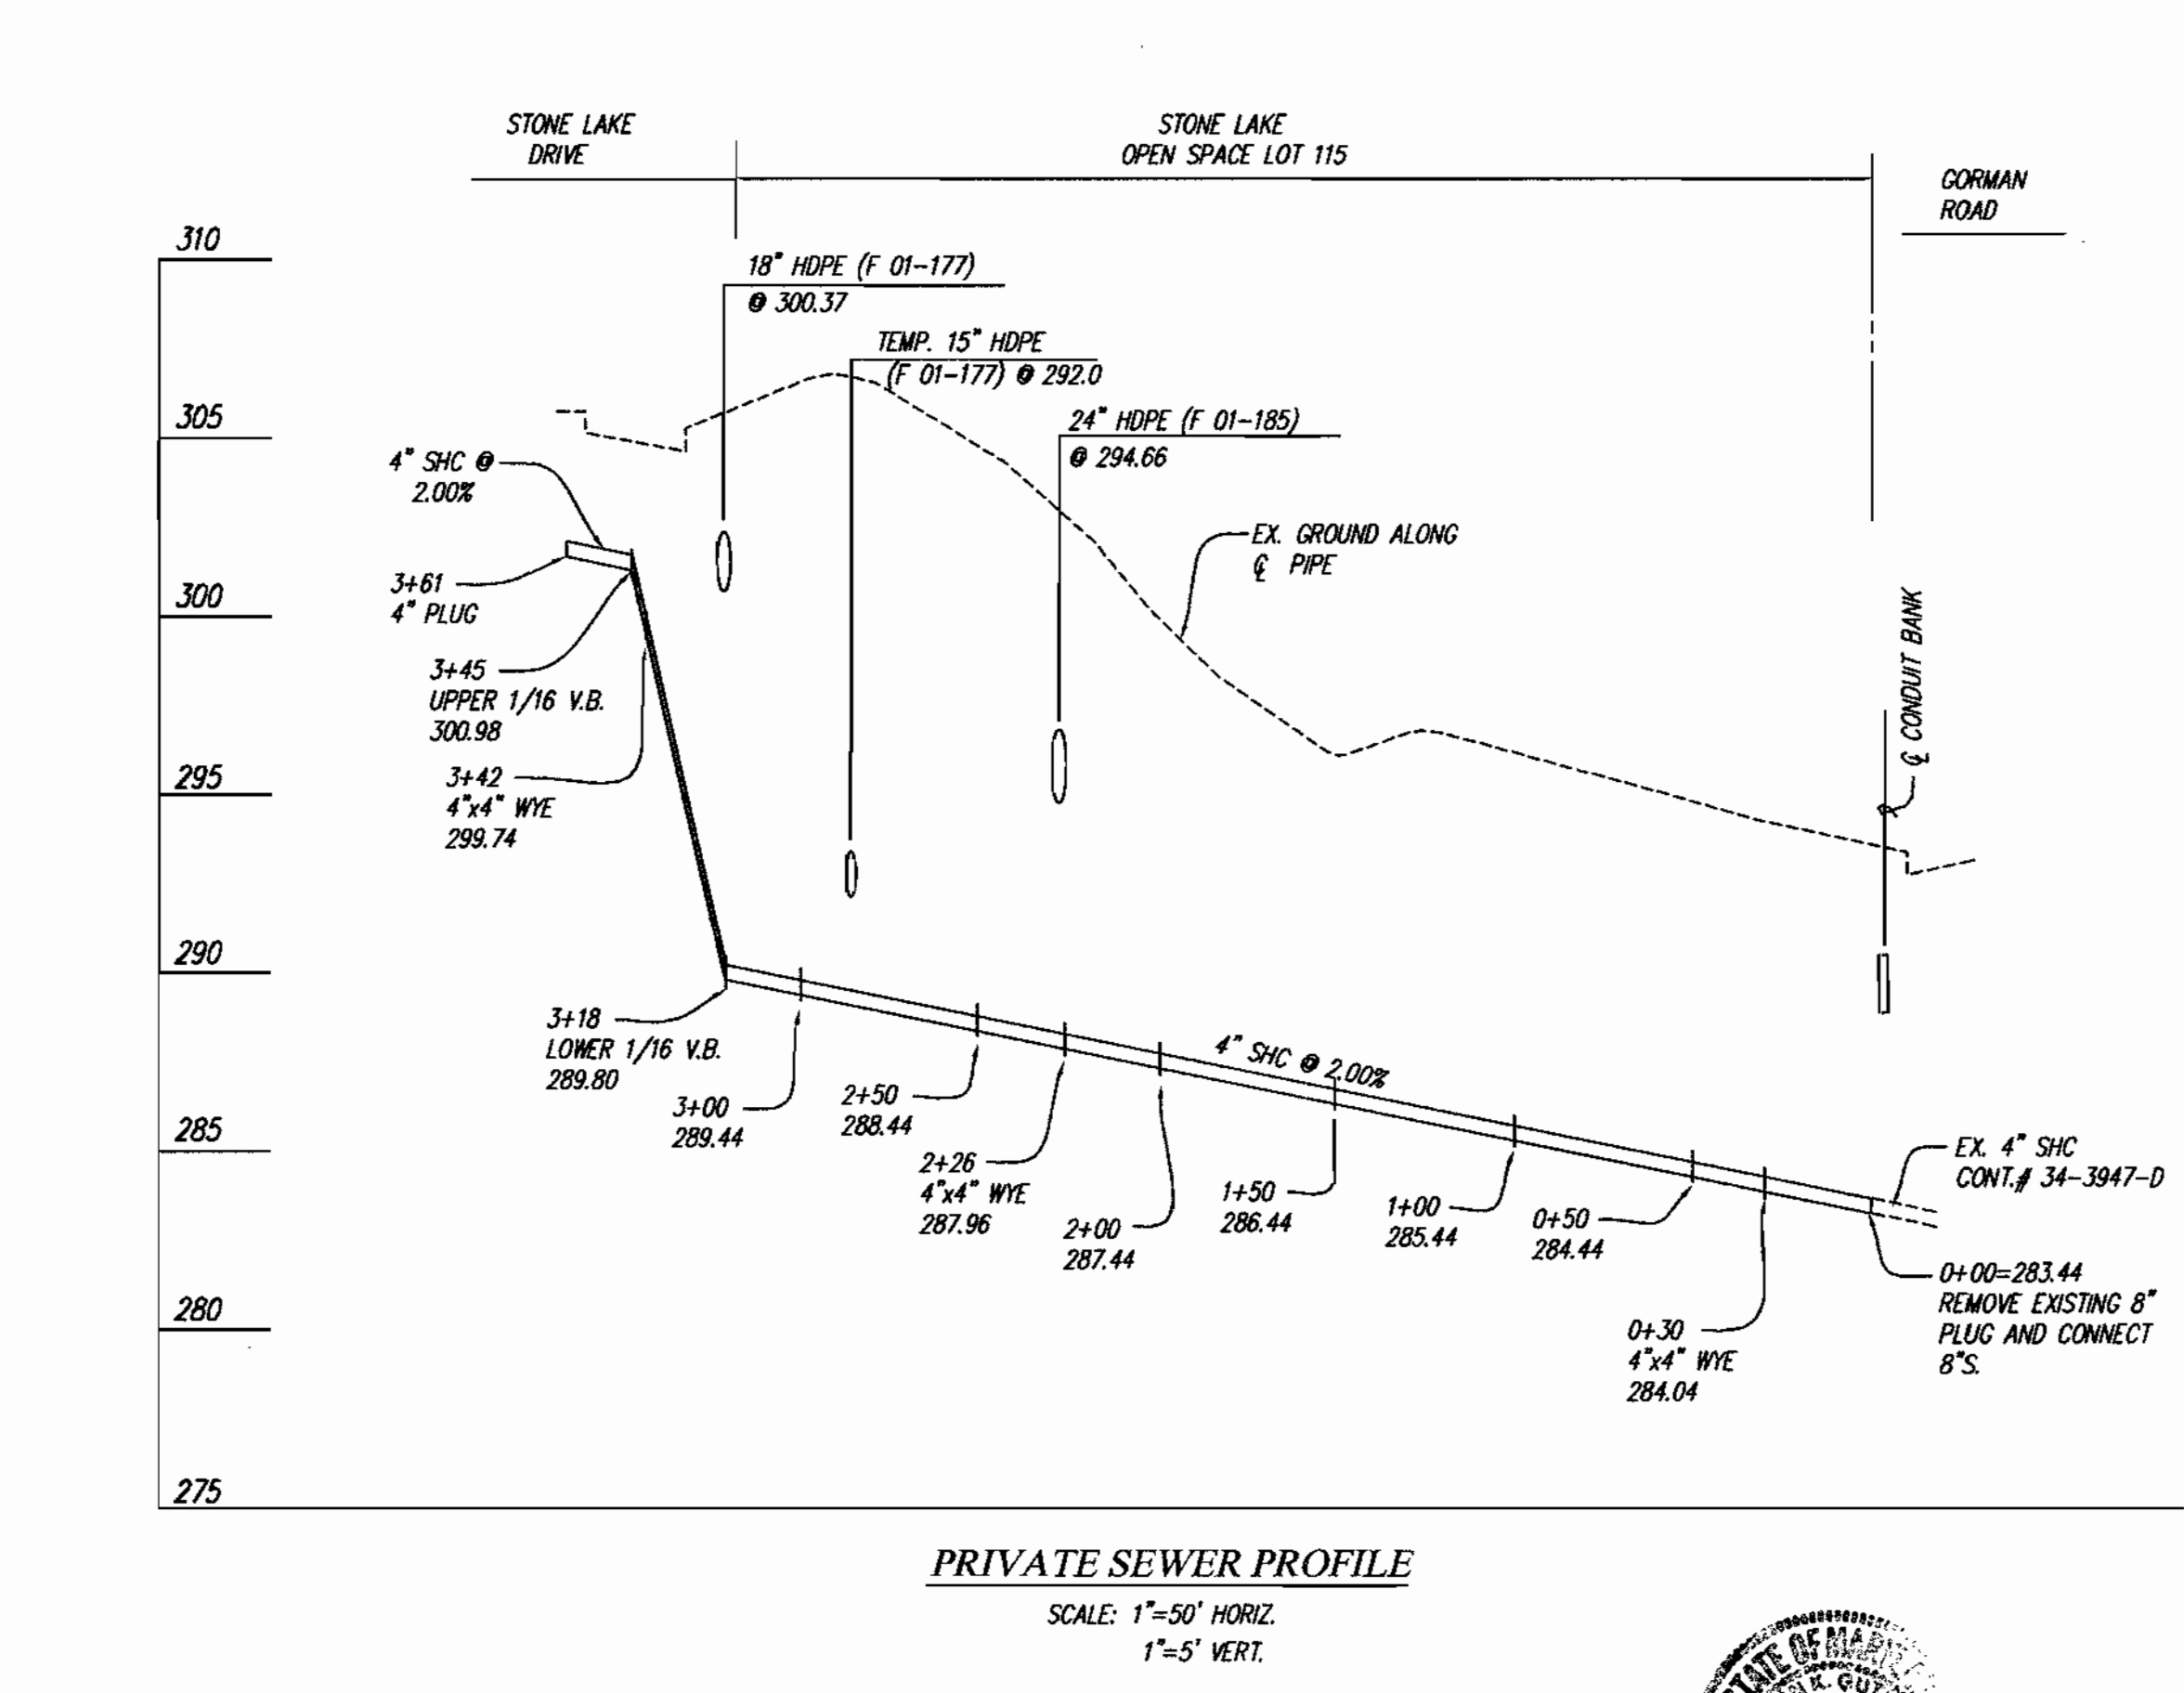 STONE LAKE
DRIVE
STONE LAKE
OPEN SPACE LOT 115
GORMAN
ROAD
310
18" HDPE (F 01-177)
@ 300.37
TEMP. 15" HDPE
(F 01-177) @ 292.0
305
24" HDPE (F 01-185)
@ 294.66
4" SHC @
2.00%
EX. GROUND ALONG
℄ PIPE
3+61
4" PLUG
300
℄ CONDUIT BANK
3+45
UPPER 1/16 V.B.
300.98
295
3+42
4"x4" WYE
299.74
290
3+18
LOWER 1/16 V.B.
289.80
3+00
289.44
2+50
288.44
4" SHC @ 2.00%
285
2+26
4"x4" WYE
287.96
2+00
287.44
1+50
286.44
1+00
285.44
0+50
284.44
EX. 4" SHC
CONT.# 34-3947-D
280
0+30
4"x4" WYE
284.04
0+00=283.44
REMOVE EXISTING 8"
PLUG AND CONNECT
8"S.
275
PRIVATE SEWER PROFILE
SCALE: 1"=50' HORIZ.
1"=5' VERT.
STATE OF